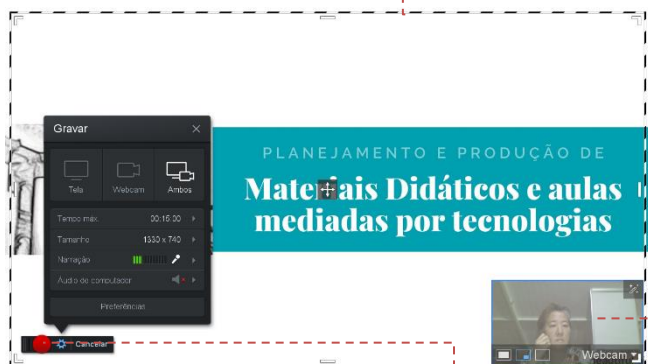 Gravar
PLANEJAMENTO E PRODUÇÃO DE
Tela Webcam Ambos
Materiais Didáticos e aulas
mediadas por tecnologias
Tempo máx. 00:15:00
Tamanho 1330 x 740
Narração
Áudio do computador
Preferências
Cancelar
Webcam